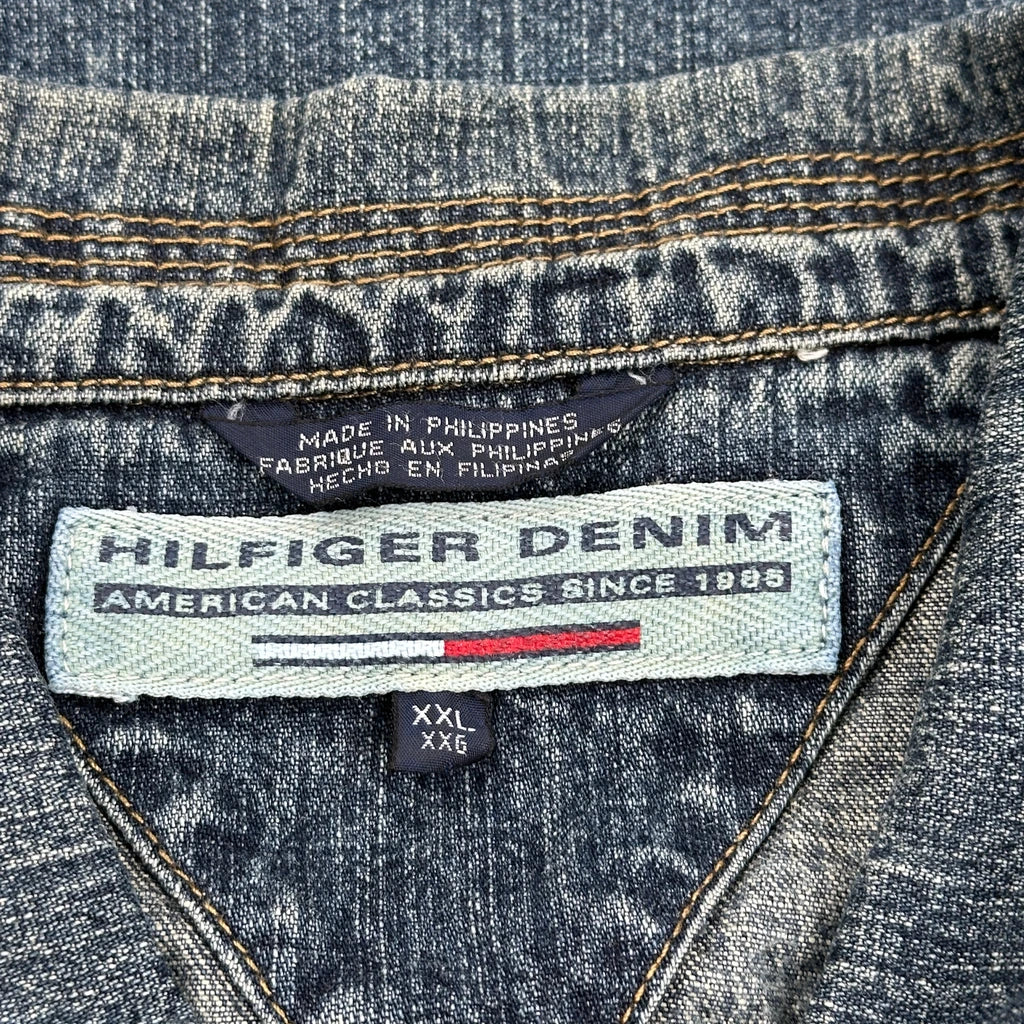 MADE IN PHILIPPINES
FABRIQUE AUX PHILIPPINES
HECHO EN FILIPINAS
HILFIGER DENIM
AMERICAN CLASSICS SINCE 1985
XXL
XXG